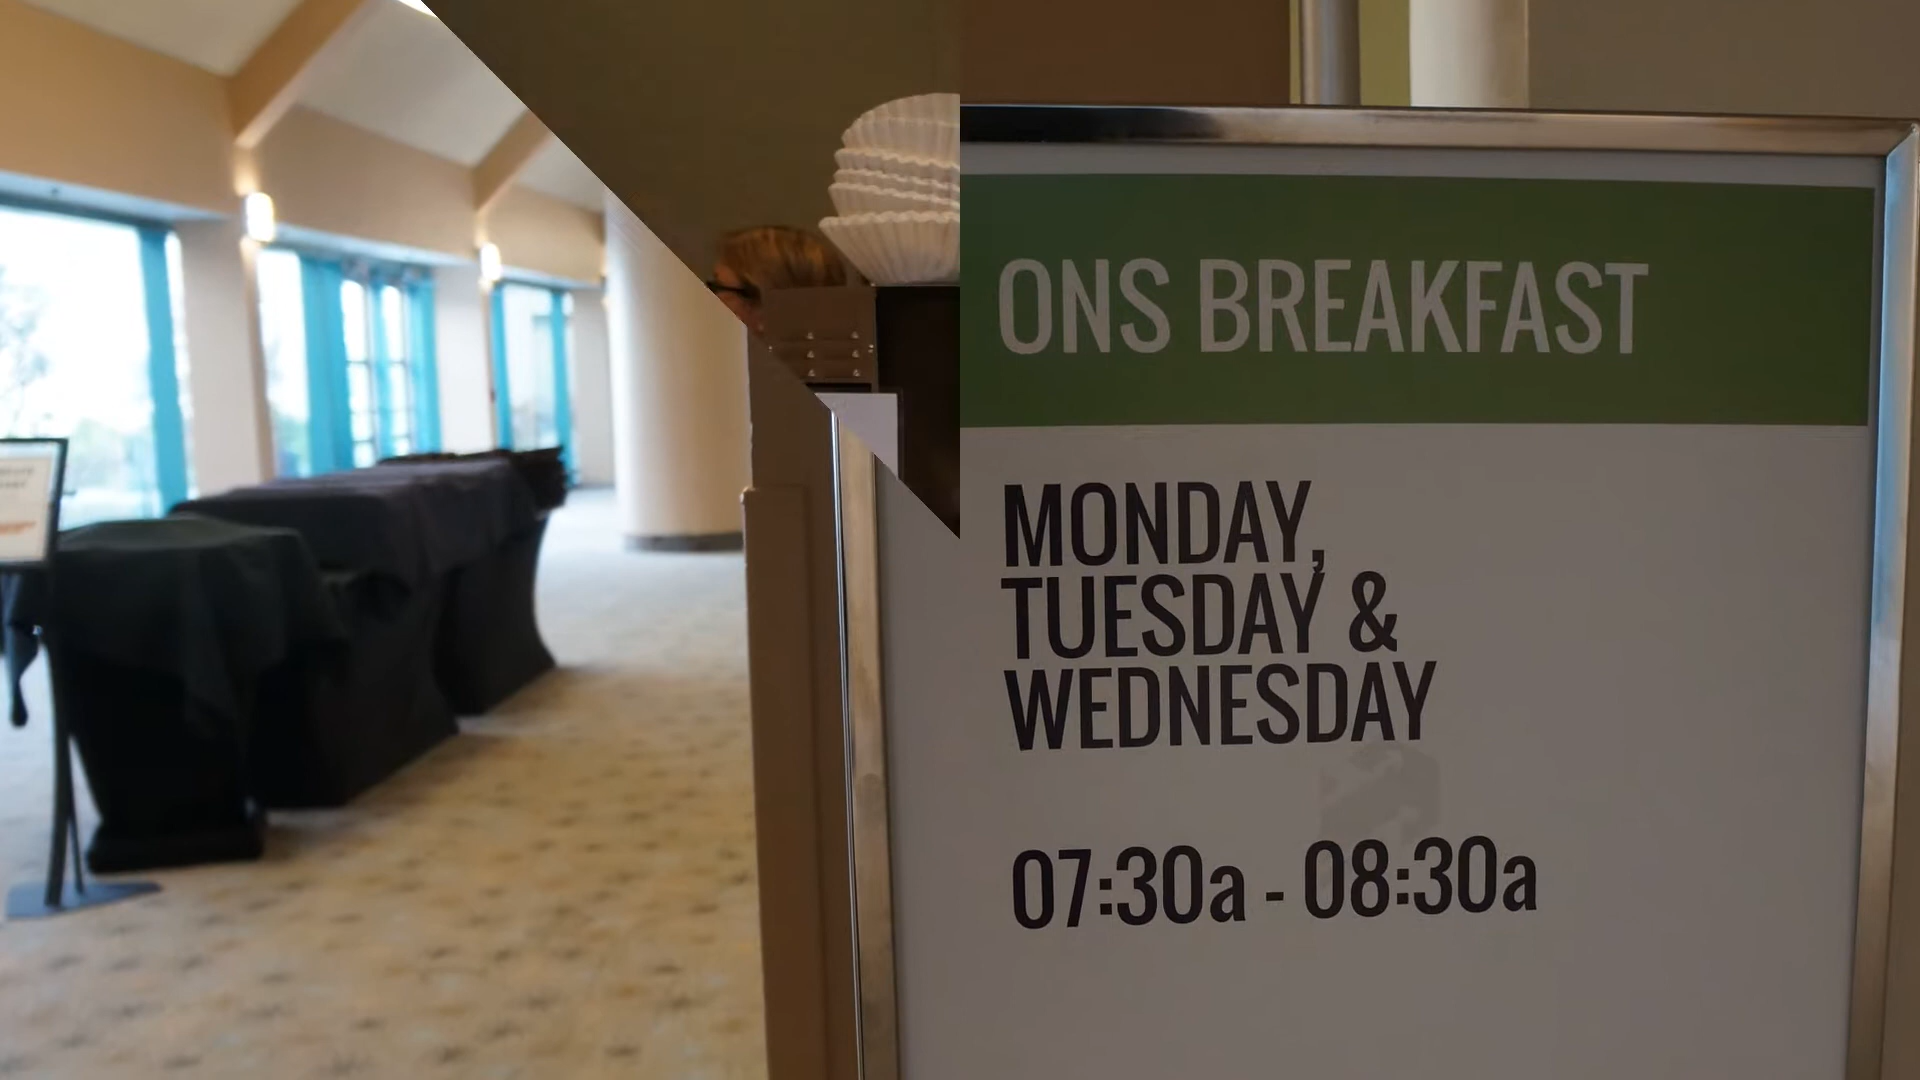 ONS BREAKFAST
MONDAY,
TUESDAY &
WEDNESDAY
07:30a - 08:30a